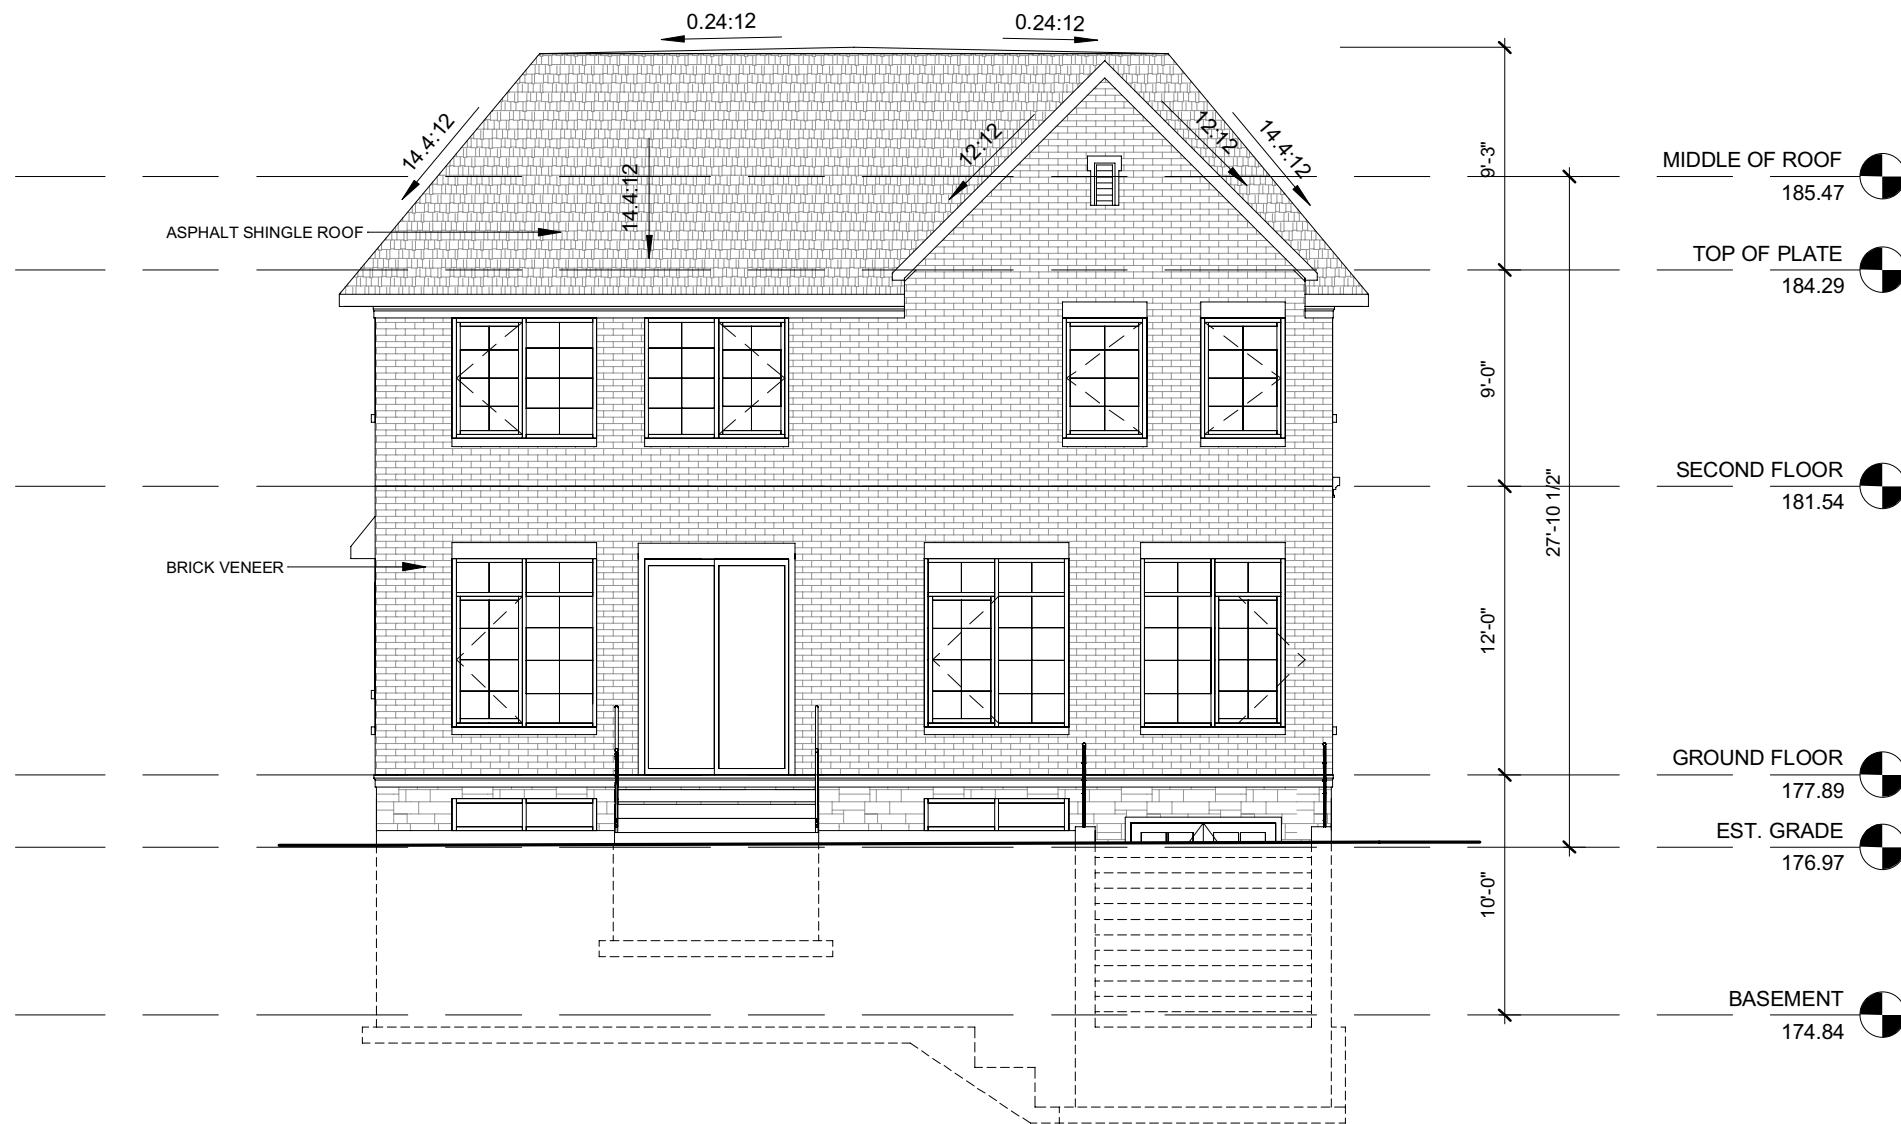 0.24:12
0.24:12
14.4:12
14.4:12
12:12
12:12
14.4:12
9'-3"
MIDDLE OF ROOF
185.47
ASPHALT SHINGLE ROOF
TOP OF PLATE
184.29
9'-0"
SECOND FLOOR
181.54
27'-10 1/2"
BRICK VENEER
12'-0"
GROUND FLOOR
177.89
EST. GRADE
176.97
10'-0"
BASEMENT
174.84